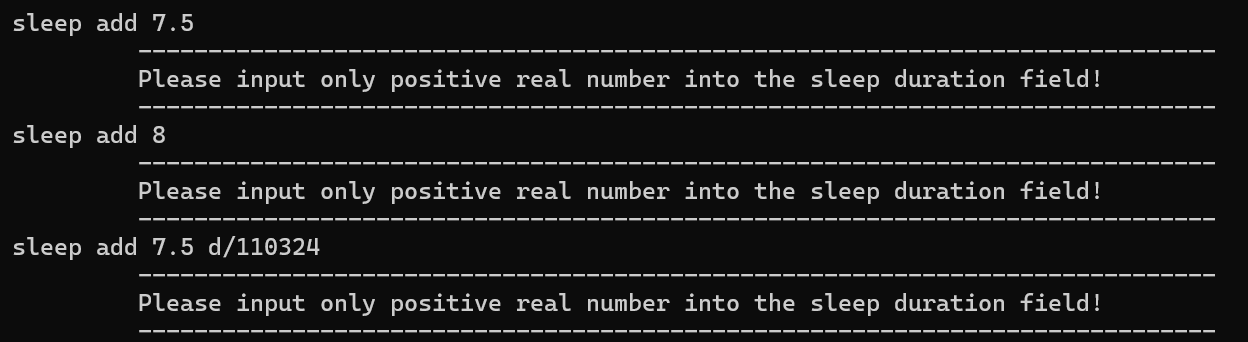 sleep add 7.5
-----------------------------------------------------------------------------
Please input only positive real number into the sleep duration field!
-----------------------------------------------------------------------------
sleep add 8
-----------------------------------------------------------------------------
Please input only positive real number into the sleep duration field!
-----------------------------------------------------------------------------
sleep add 7.5 d/110324
-----------------------------------------------------------------------------
Please input only positive real number into the sleep duration field!
-----------------------------------------------------------------------------